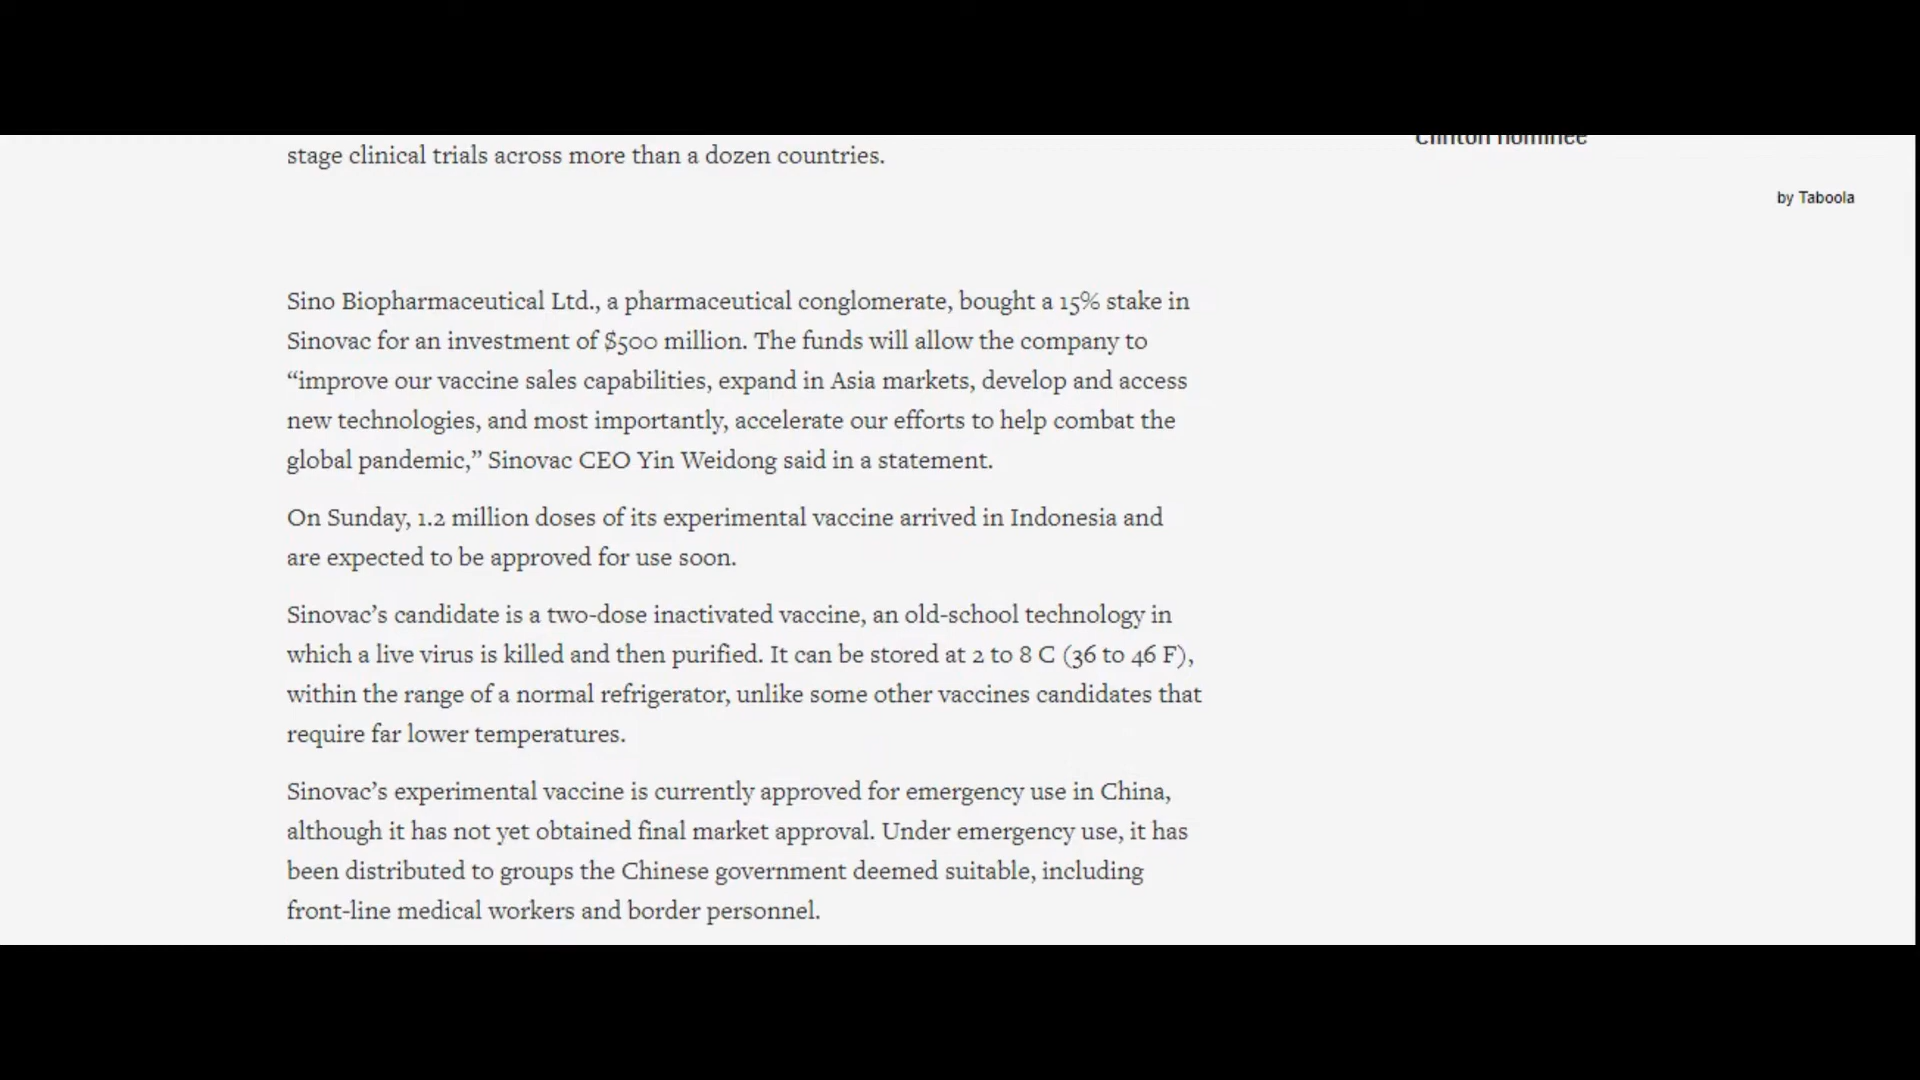 Clinton nominee
stage clinical trials across more than a dozen countries.
by Taboola
Sino Biopharmaceutical Ltd., a pharmaceutical conglomerate, bought a 15% stake in
Sinovac for an investment of $500 million. The funds will allow the company to
“improve our vaccine sales capabilities, expand in Asia markets, develop and access
new technologies, and most importantly, accelerate our efforts to help combat the
global pandemic,” Sinovac CEO Yin Weidong said in a statement.
On Sunday, 1.2 million doses of its experimental vaccine arrived in Indonesia and
are expected to be approved for use soon.
Sinovac’s candidate is a two-dose inactivated vaccine, an old-school technology in
which a live virus is killed and then purified. It can be stored at 2 to 8 C (36 to 46 F),
within the range of a normal refrigerator, unlike some other vaccines candidates that
require far lower temperatures.
Sinovac’s experimental vaccine is currently approved for emergency use in China,
although it has not yet obtained final market approval. Under emergency use, it has
been distributed to groups the Chinese government deemed suitable, including
front-line medical workers and border personnel.